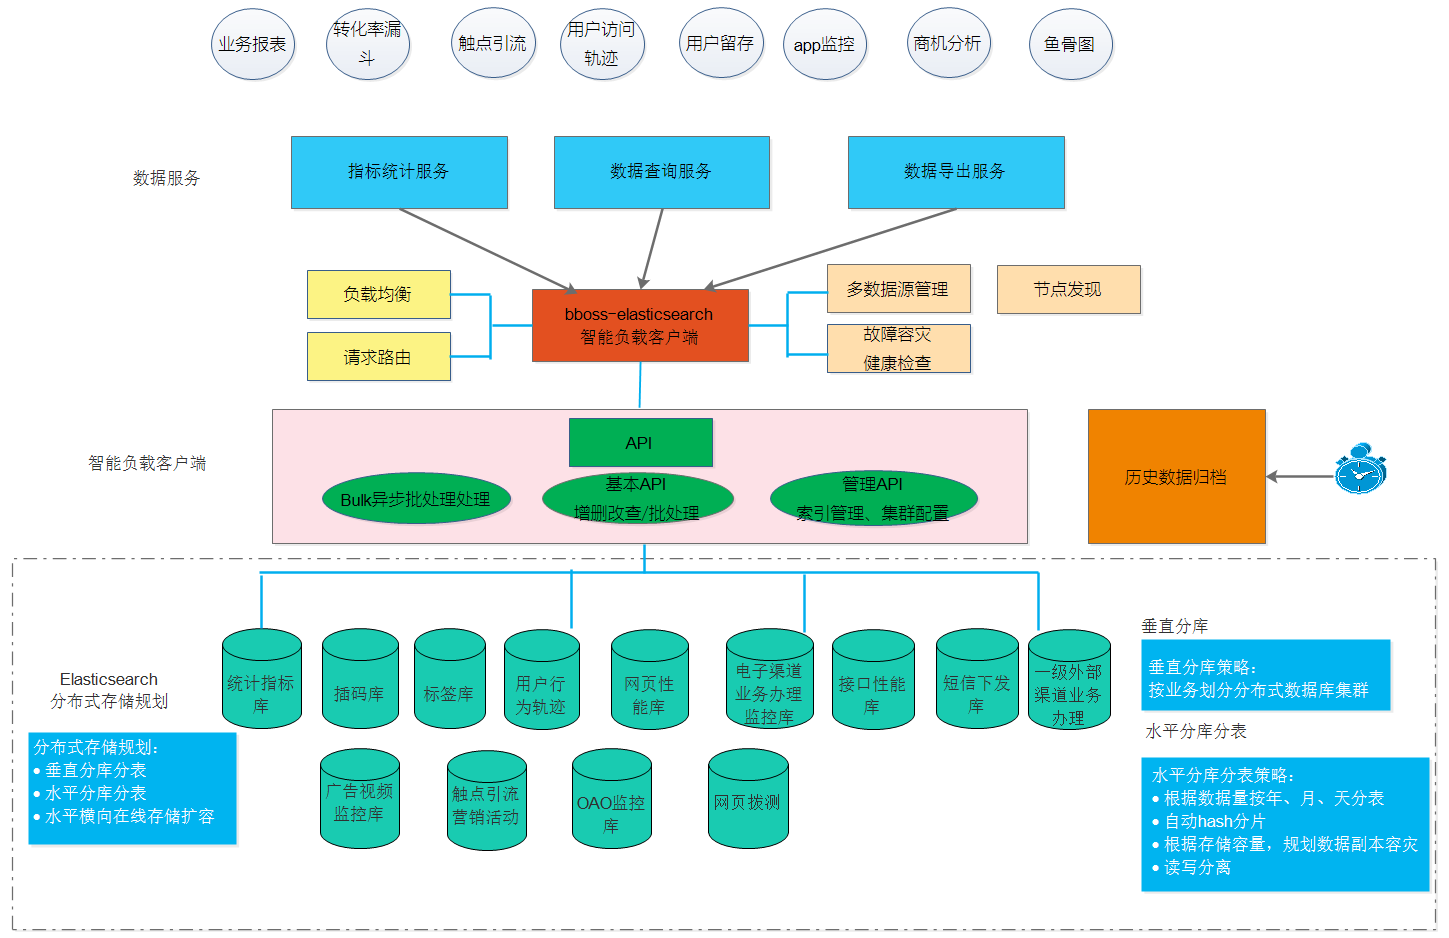 业务报表
转化率漏
斗
触点引流
用户访问
轨迹
用户留存
app监控
商机分析
鱼骨图
数据服务
指标统计服务
数据查询服务
数据导出服务
负载均衡
请求路由
bboss-elasticsearch
智能负载客户端
多数据源管理
故障容灾
健康检查
节点发现
智能负载客户端
API
Bulk异步批处理处理
基本API
增删改查/批处理
管理API
索引管理、集群配置
历史数据归档
Elasticsearch
分布式存储规划
分布式存储规划：
• 垂直分库分表
• 水平分库分表
• 水平横向在线存储扩容
统计指标
库
插码库
标签库
用户行
为轨迹
网页性
能库
电子渠道
业务办理
监控库
接口性能
库
短信下发
库
一级外部
渠道业务
办理
广告视频
监控库
触点引流
营销活动
OAO监控
库
网页拨测
垂直分库
垂直分库策略：
按业务划分分布式数据库集群
水平分库分表
水平分库分表策略：
• 根据数据量按年、月、天分表
• 自动hash分片
• 根据存储容量，规划数据副本容灾
• 读写分离